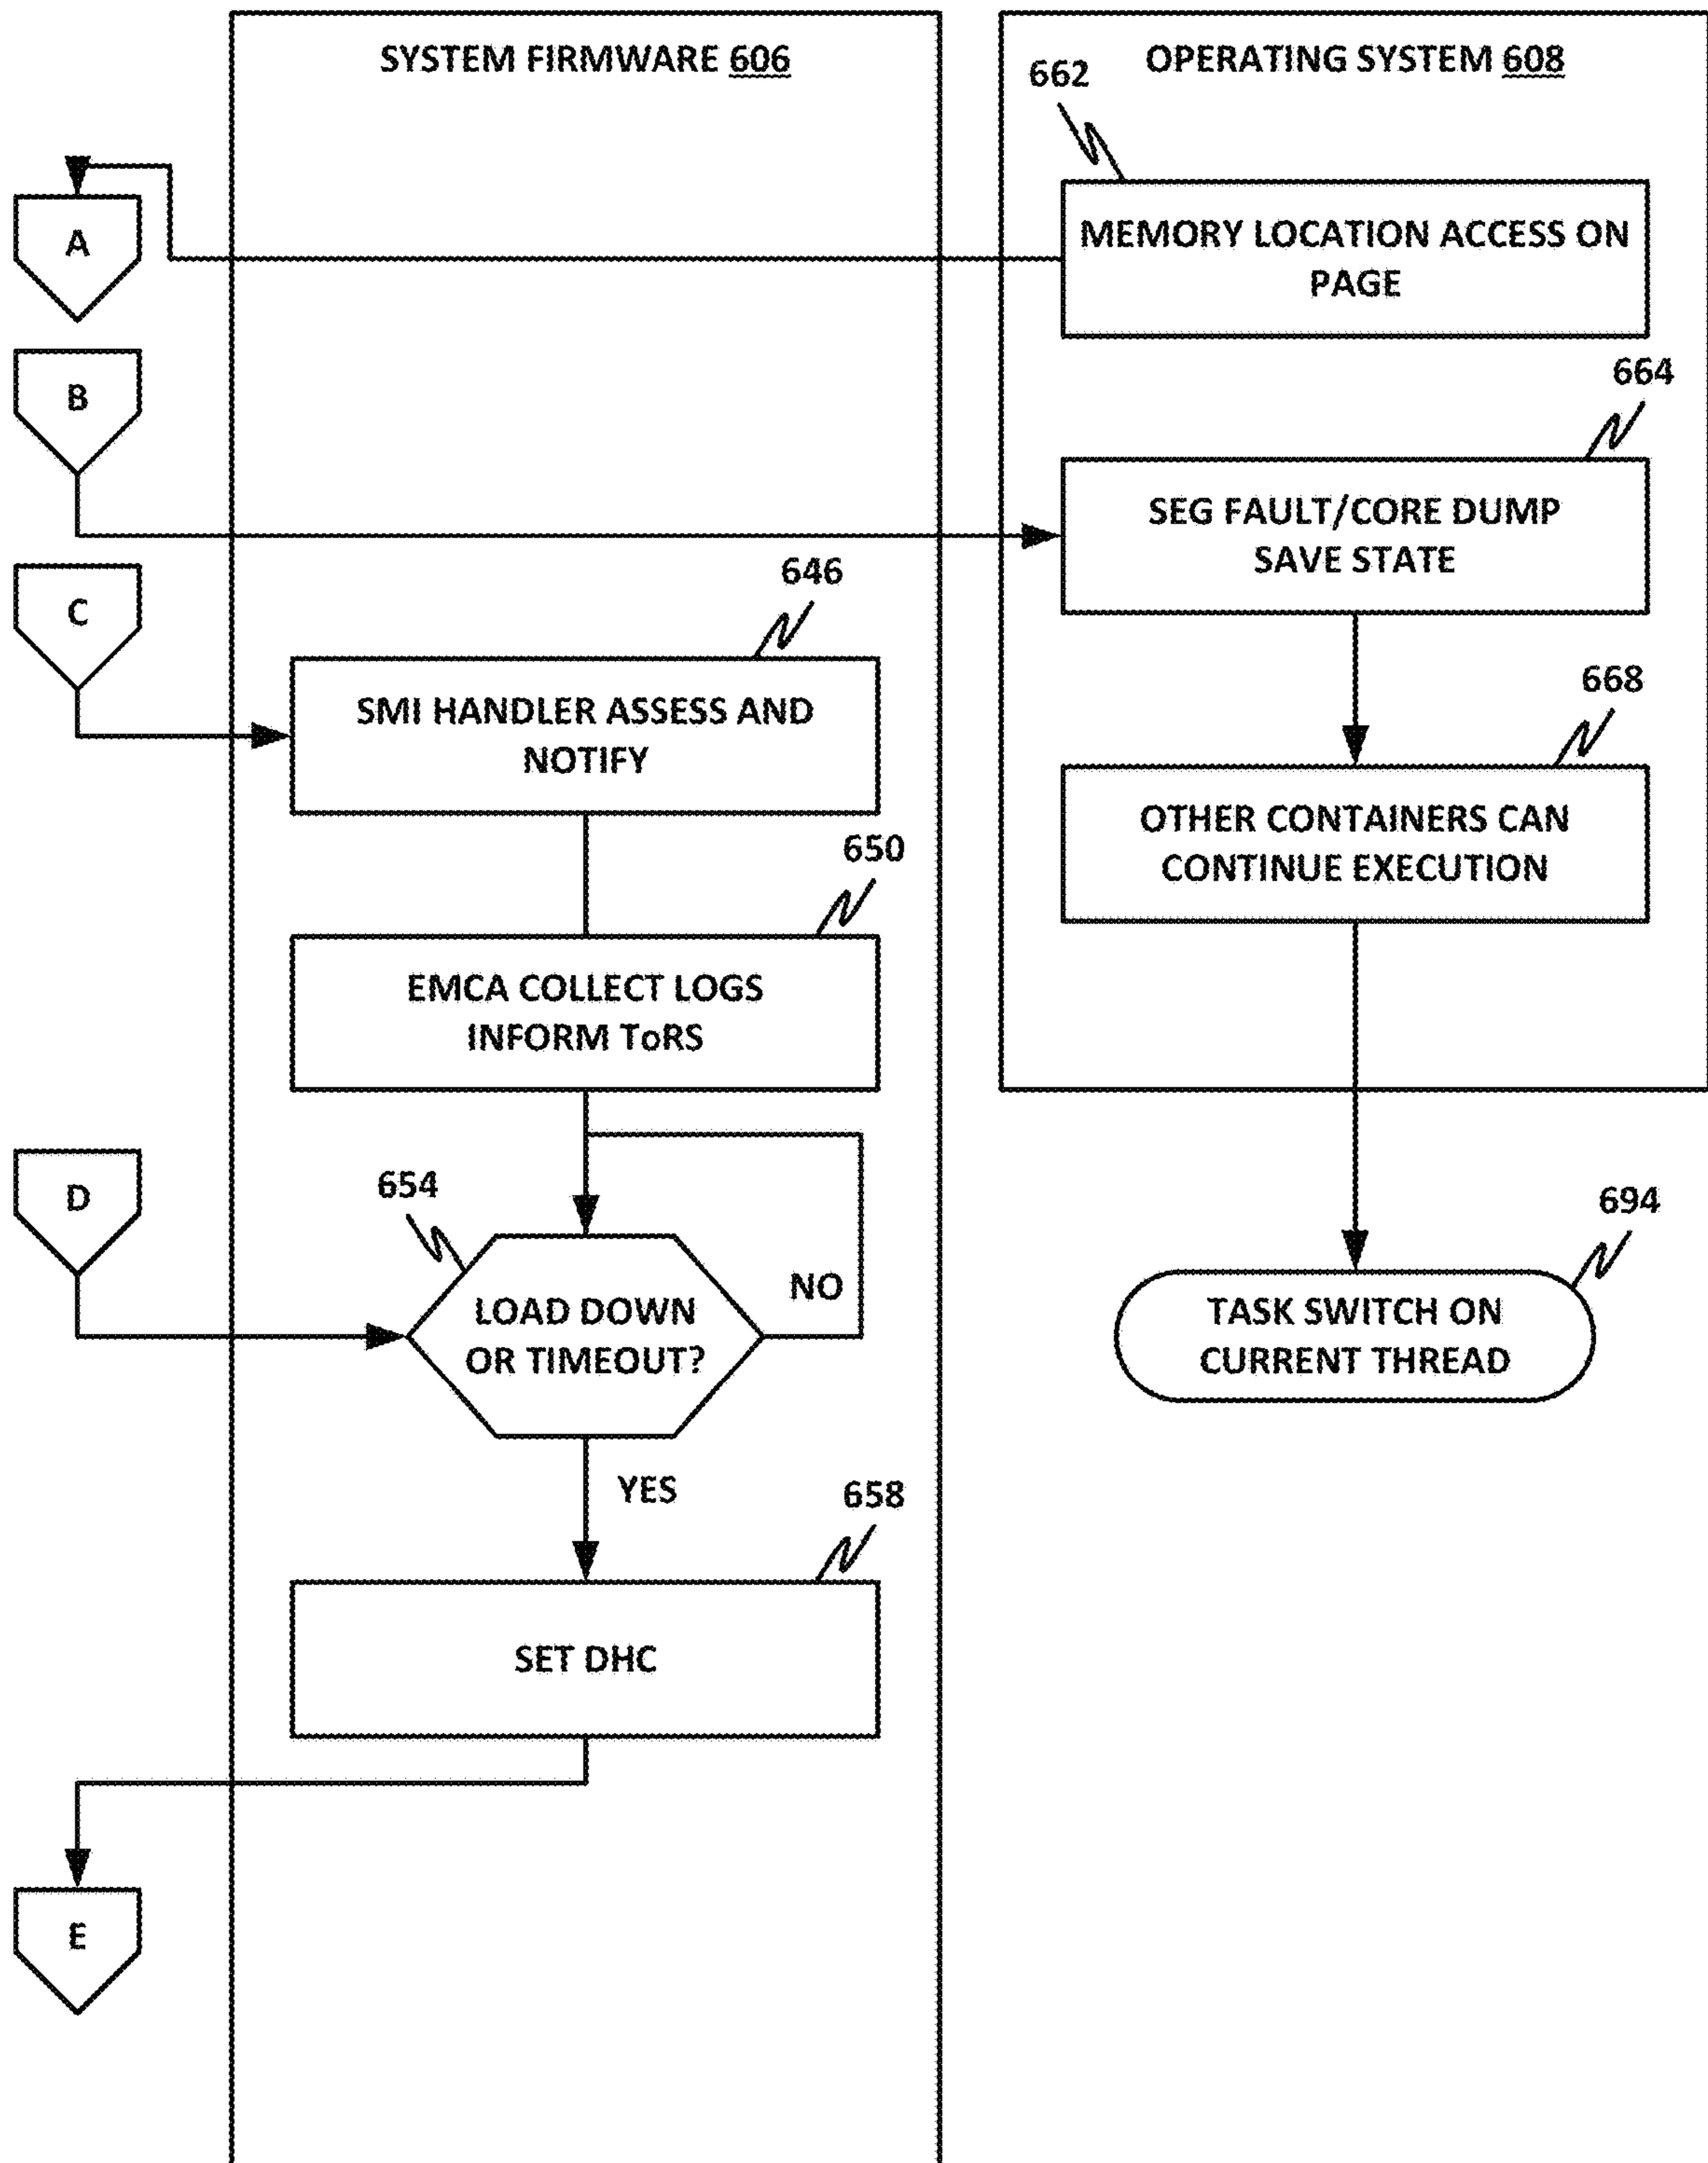 SYSTEM FIRMWARE 606
OPERATING SYSTEM 608
662
A
MEMORY LOCATION ACCESS ON
PAGE
B
664
SEG FAULT/CORE DUMP
SAVE STATE
C
646
SMI HANDLER ASSESS AND
NOTIFY
668
OTHER CONTAINERS CAN
CONTINUE EXECUTION
650
EMCA COLLECT LOGS
INFORM ToRS
D
654
LOAD DOWN
OR TIMEOUT?
NO
694
TASK SWITCH ON
CURRENT THREAD
YES
658
SET DHC
E